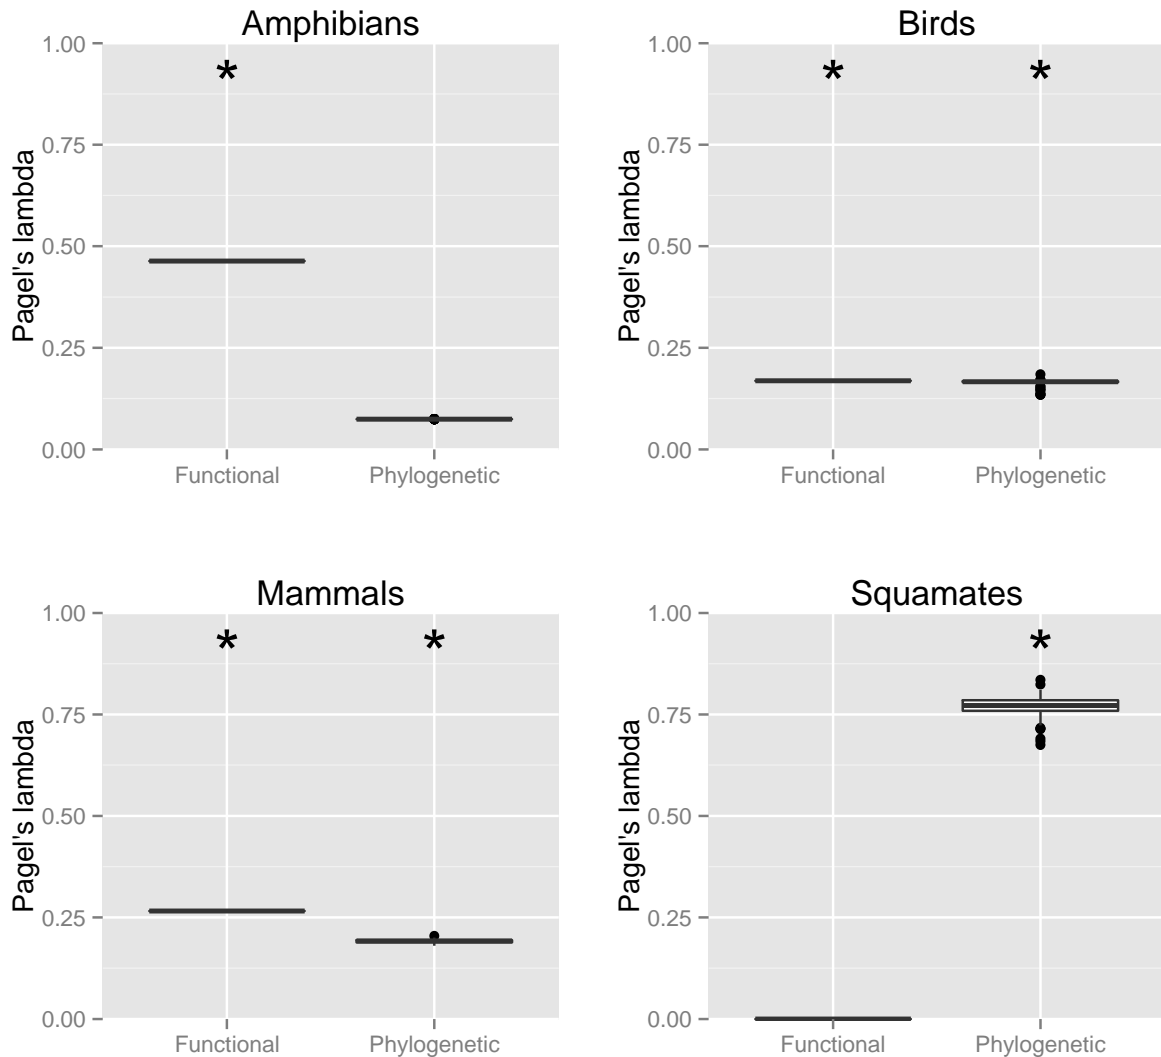 Amphibians
*
Pagel's lambda
1.00
0.75
0.50
0.25
0.00
Functional
Phylogenetic
Birds
* *
Pagel's lambda
1.00
0.75
0.50
0.25
0.00
Functional
Phylogenetic
Mammals
* *
Pagel's lambda
1.00
0.75
0.50
0.25
0.00
Functional
Phylogenetic
Squamates
*
Pagel's lambda
1.00
0.75
0.50
0.25
0.00
Functional
Phylogenetic